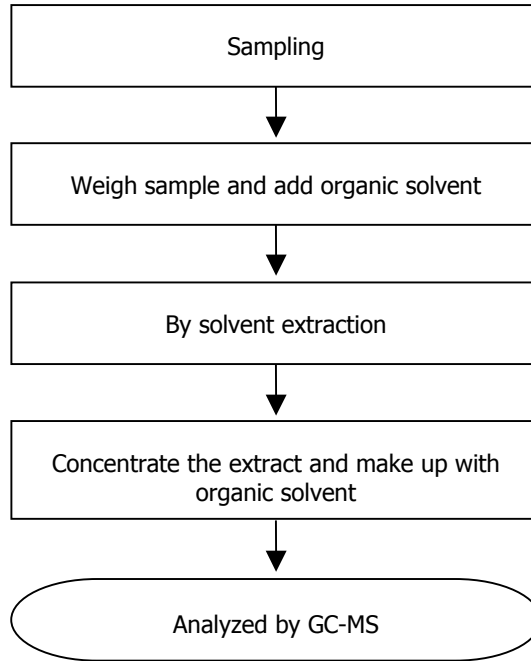 Sampling
Weigh sample and add organic solvent
By solvent extraction
Concentrate the extract and make up with
organic solvent
Analyzed by GC-MS